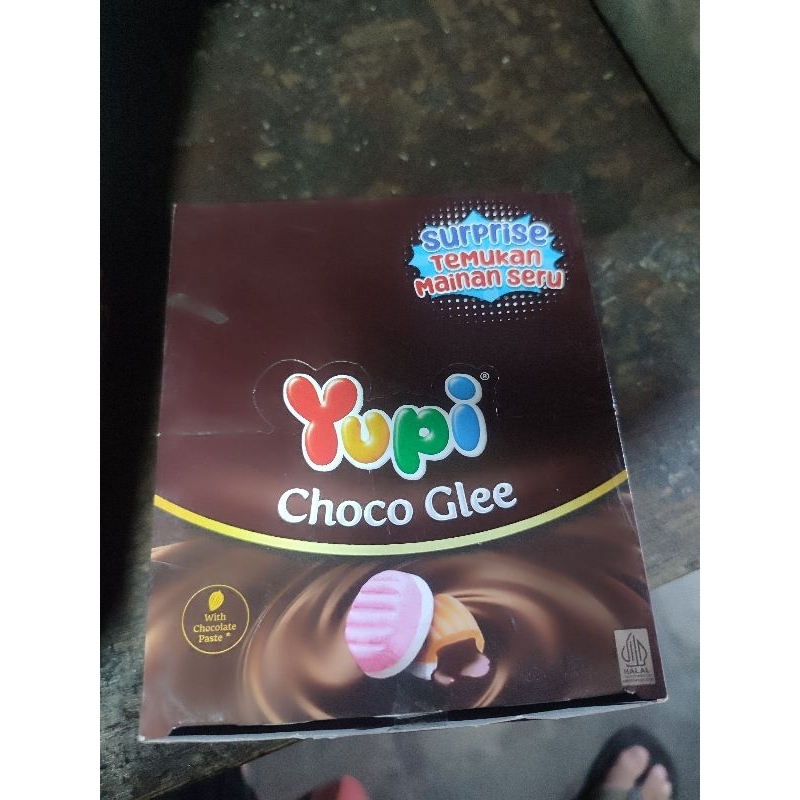 Surprise
Temukan
Mainan Seru
Yupi®
Choco Glee
With
Chocolate
Paste *
HALAL